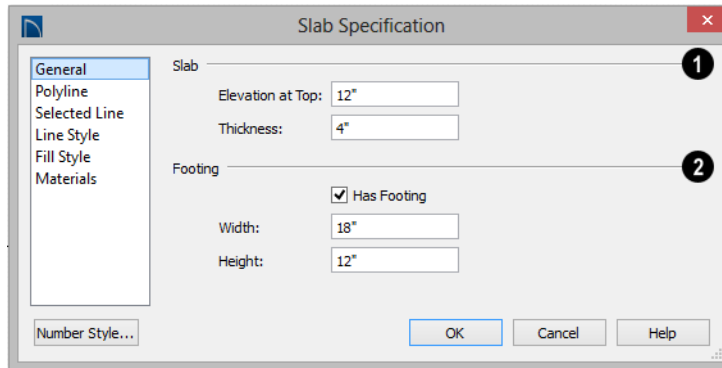 Slab Specification
General
Polyline
Selected Line
Line Style
Fill Style
Materials
Slab 1
Elevation at Top: 12"
Thickness: 4"
Footing 2
Has Footing
Width: 18"
Height: 12"
Number Style... OK Cancel Help